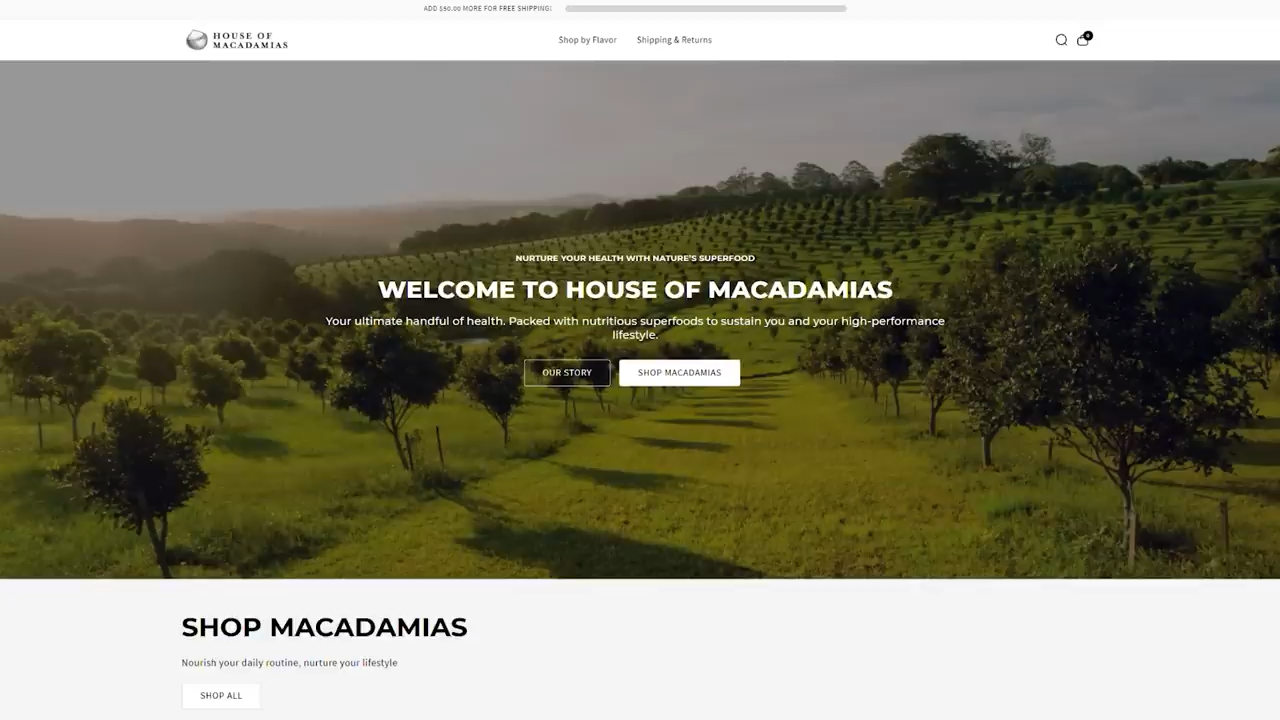 ADD $90.00 MORE FOR FREE SHIPPING!
HOUSE OF
MACADAMIAS
Shop by Flavor
Shipping & Returns
0
NURTURE YOUR HEALTH WITH NATURE'S SUPERFOOD
WELCOME TO HOUSE OF MACADAMIAS
Your ultimate handful of health. Packed with nutritious superfoods to sustain you and your high-performance
lifestyle.
OUR STORY
SHOP MACADAMIAS
SHOP MACADAMIAS
Nourish your daily routine, nurture your lifestyle
SHOP ALL